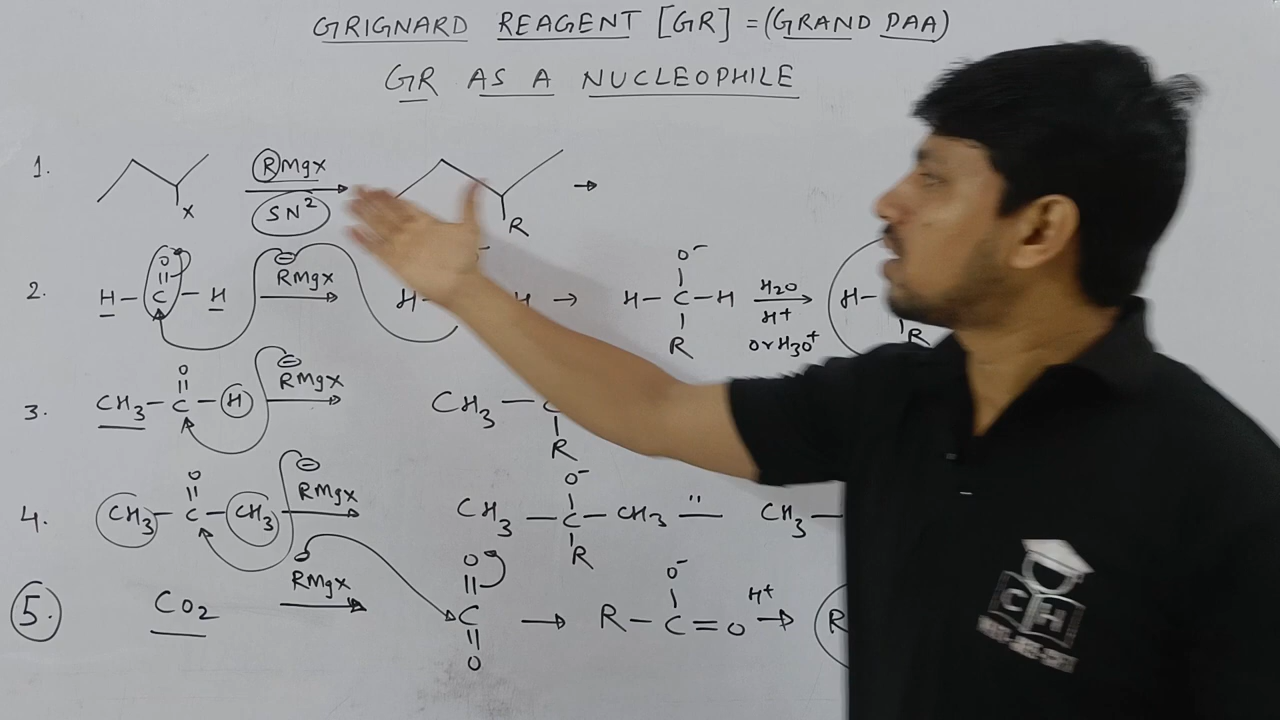 GRIGNARD REAGENT [GR] = (GRAND PAA)
GR AS A NUCLEOPHILE
1. X RMgx SN² R →
2. H–C–H O RMgx H H → H–C–H O⁻ R H2O H+ or H3O+ H– R
3. CH3–C–H O RMgx CH3–C R
4. CH3–C–CH3 O RMgx CH3–C–CH3 O⁻ R CH3–
5. CO2 RMgx O=C=O → R–C=O O⁻ H+ → R
CH